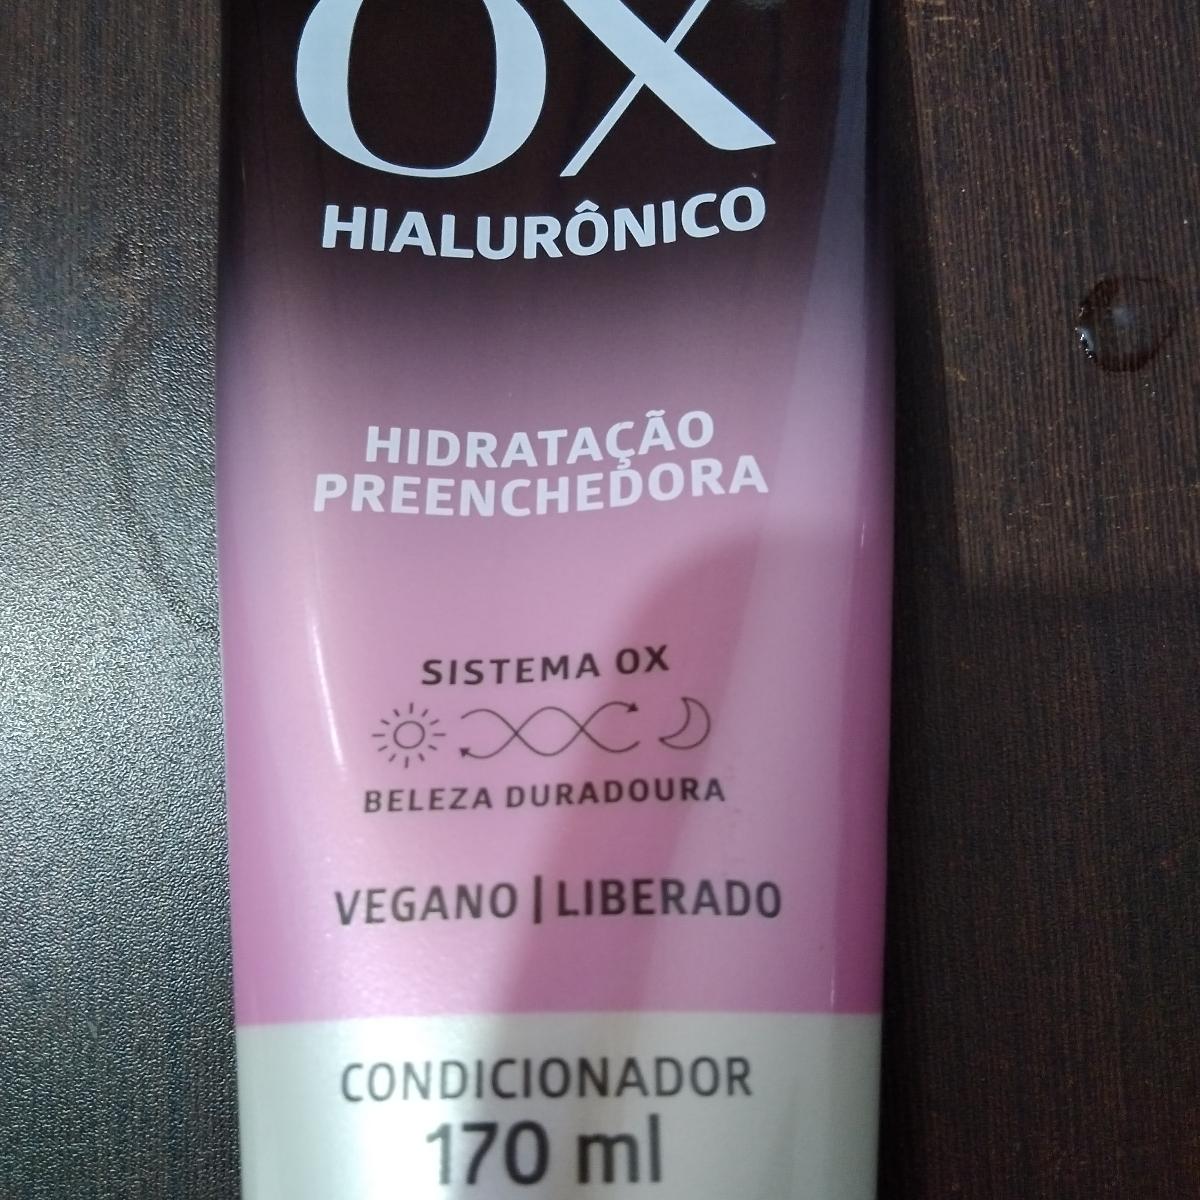 OX
HIALURÔNICO
HIDRATAÇÃO
PREENCHEDORA
SISTEMA OX
BELEZA DURADOURA
VEGANO | LIBERADO
CONDICIONADOR
170 ml